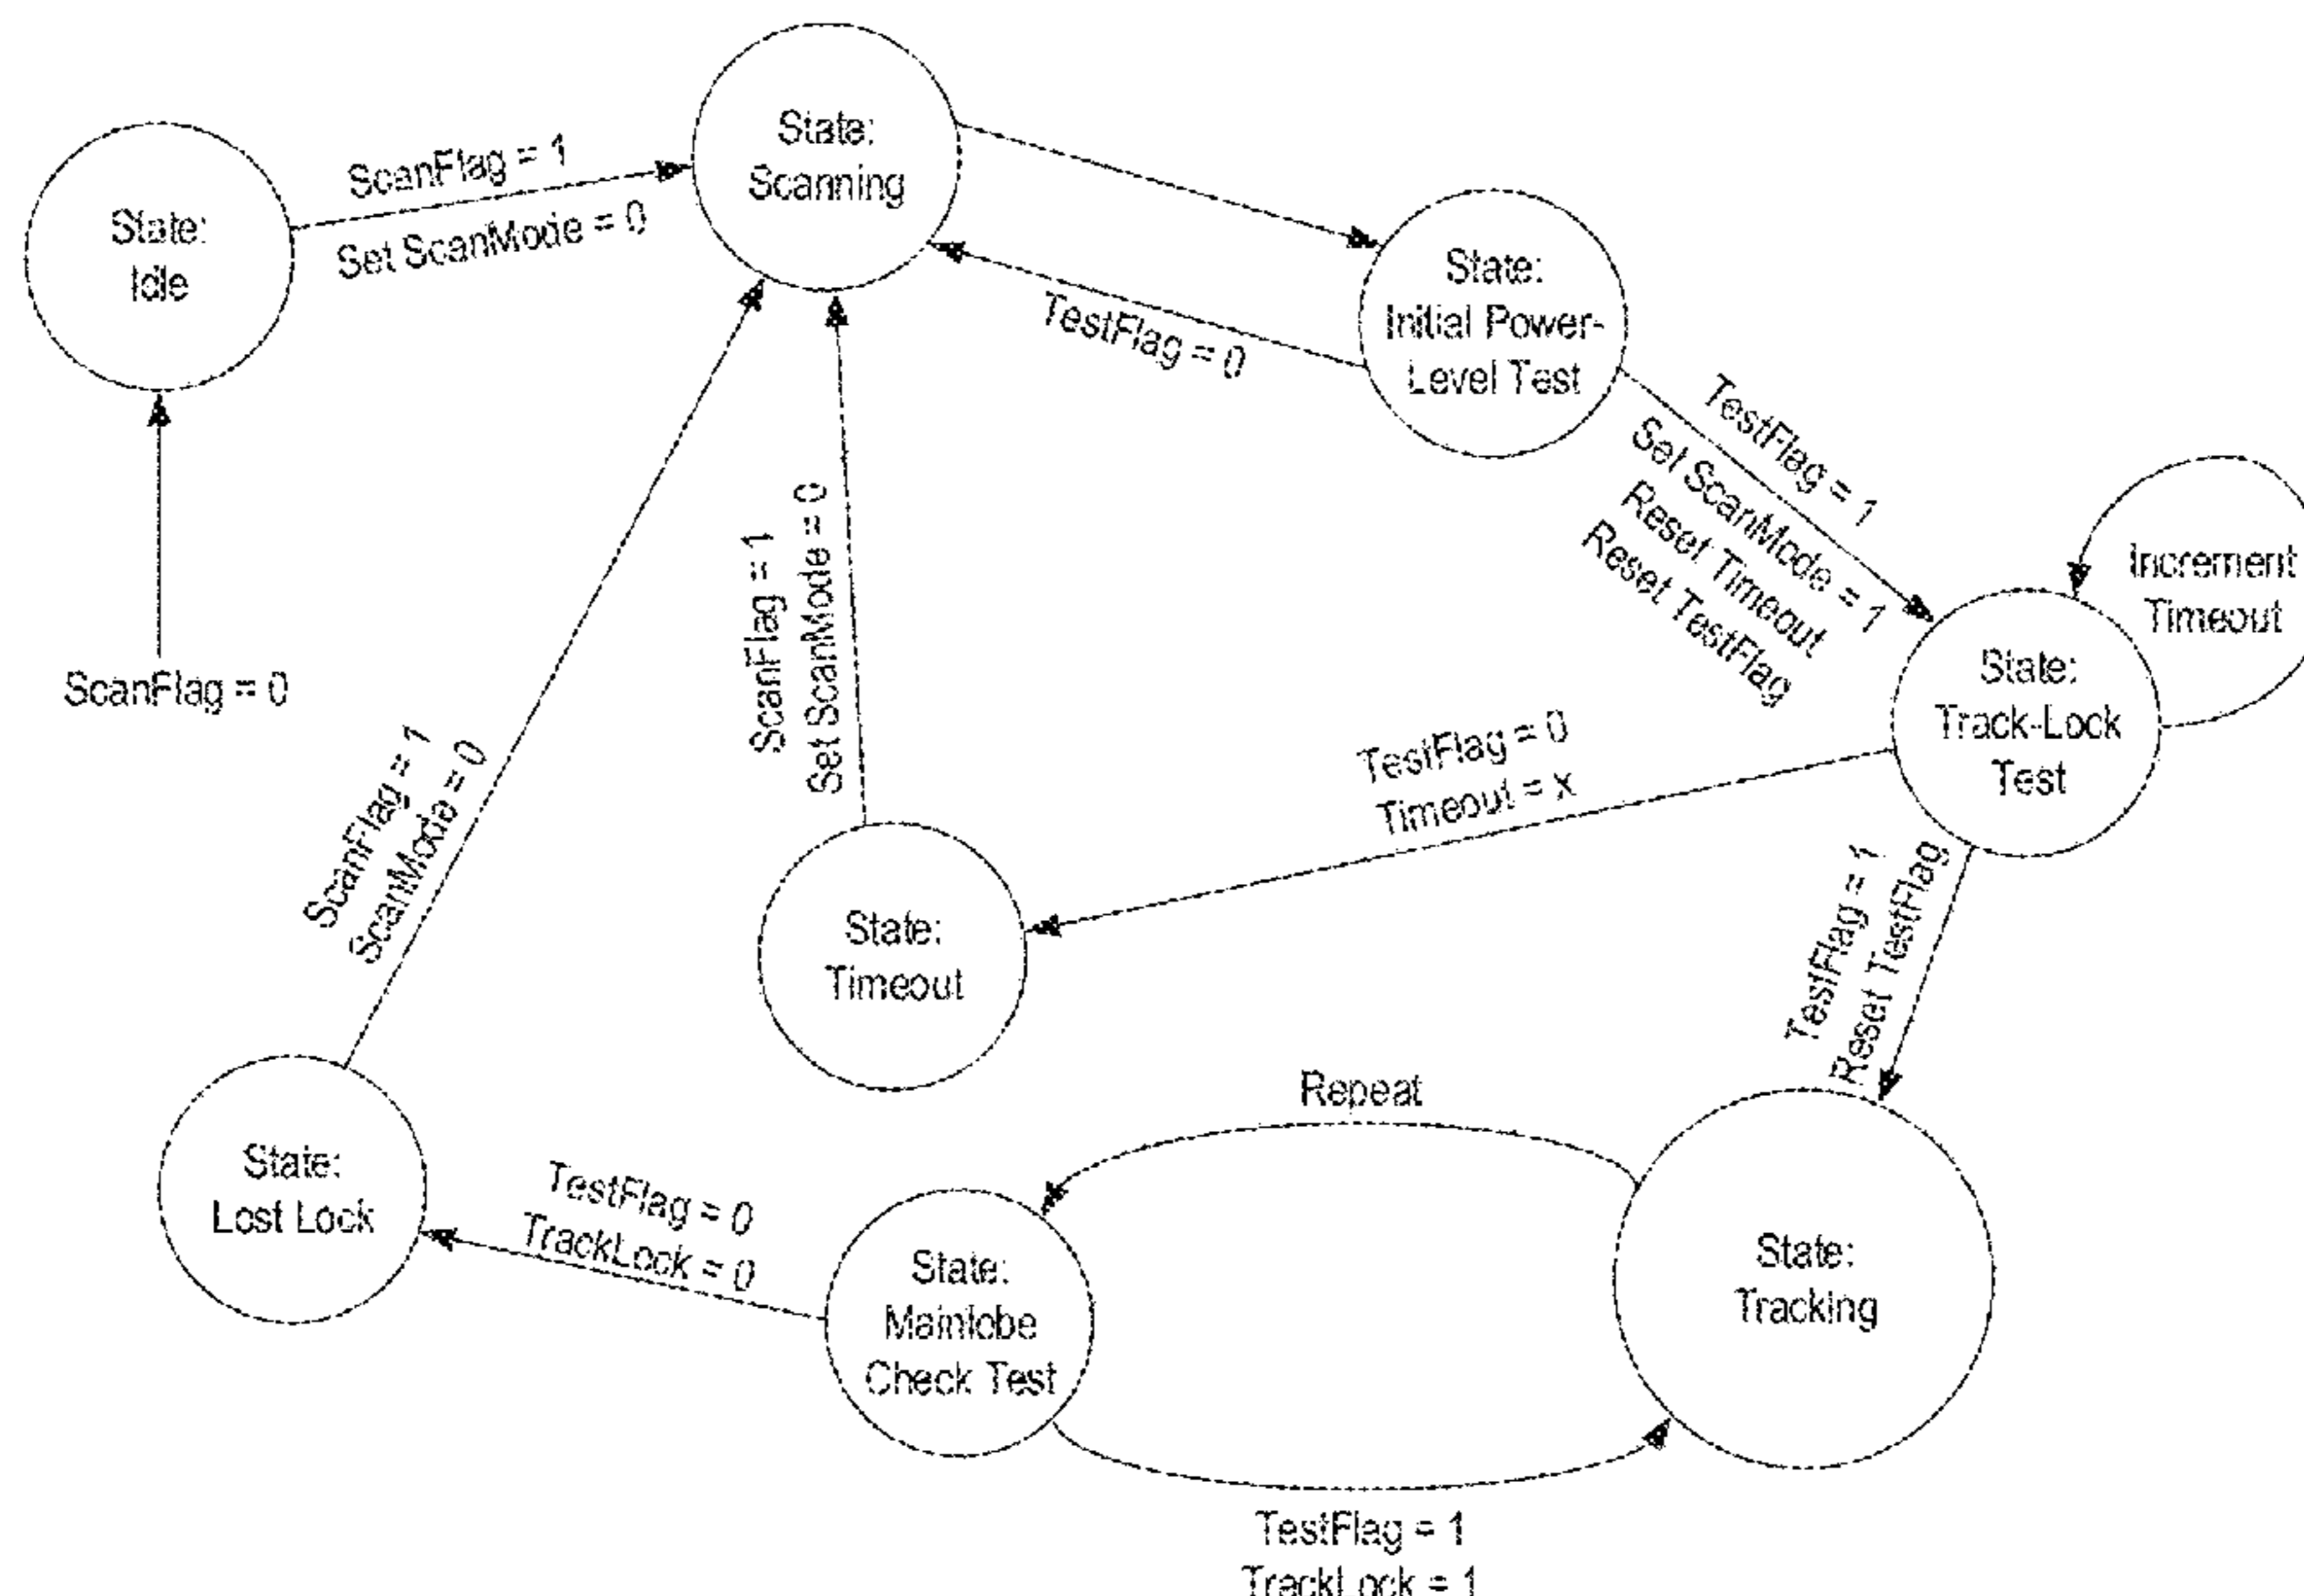 State:
Idle
ScanFlag = 1
Set ScanMode = 0
State:
Scanning
TestFlag = 0
State:
Initial Power-
Level Test
TestFlag = 1
Set ScanMode = 1
Reset Timeout
Reset TestFlag
Increment
Timeout
State:
Track-Lock
Test
ScanFlag = 0
ScanFlag = 1
Set ScanMode = 0
TestFlag = 0
Timeout = x
ScanFlag = 1
ScanMode = 0
State:
Timeout
TestFlag = 1
Reset TestFlag
Repeat
State:
Lost Lock
TestFlag = 0
TrackLock = 0
State:
Mainlobe
Check Test
State:
Tracking
TestFlag = 1
TrackLock = 1